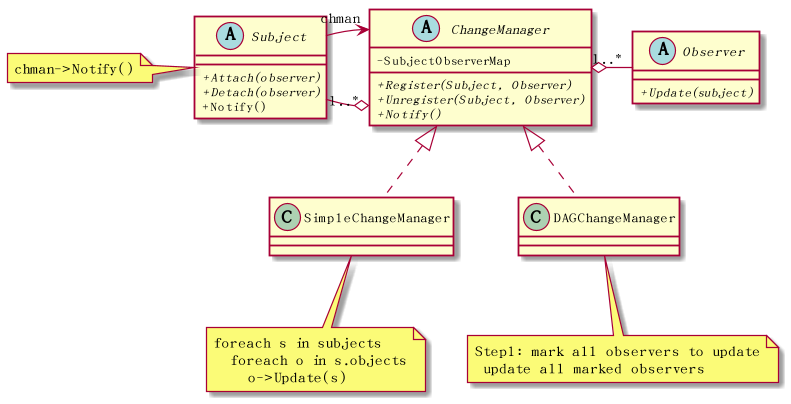 chman
A Subject
+Attach(observer)
+Detach(observer)
+Notify()
chman->Notify()
A ChangeManager
-SubjectObserverMap
+Register(Subject, Observer)
+Unregister(Subject, Observer)
+Notify()
1..*
1..*
A Observer
+Update(subject)
C SimpleChangeManager
C DAGChangeManager
foreach s in subjects
foreach o in s.objects
o->Update(s)
Step1: mark all observers to update
update all marked observers